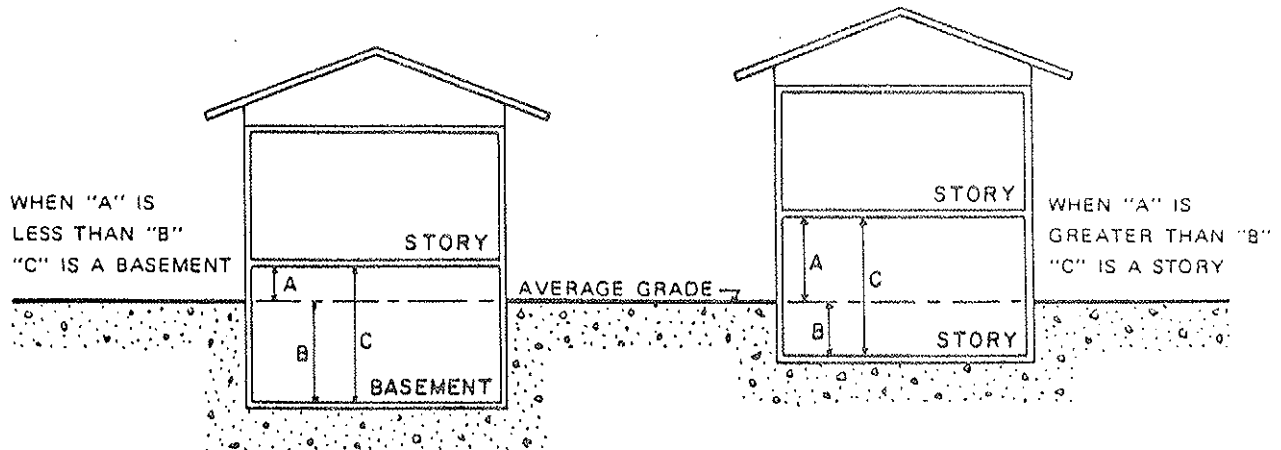 WHEN "A" IS
LESS THAN "B"
"C" IS A BASEMENT
STORY
A
B
C
BASEMENT
AVERAGE GRADE
STORY
A
C
B
STORY
WHEN "A" IS
GREATER THAN "B"
"C" IS A STORY